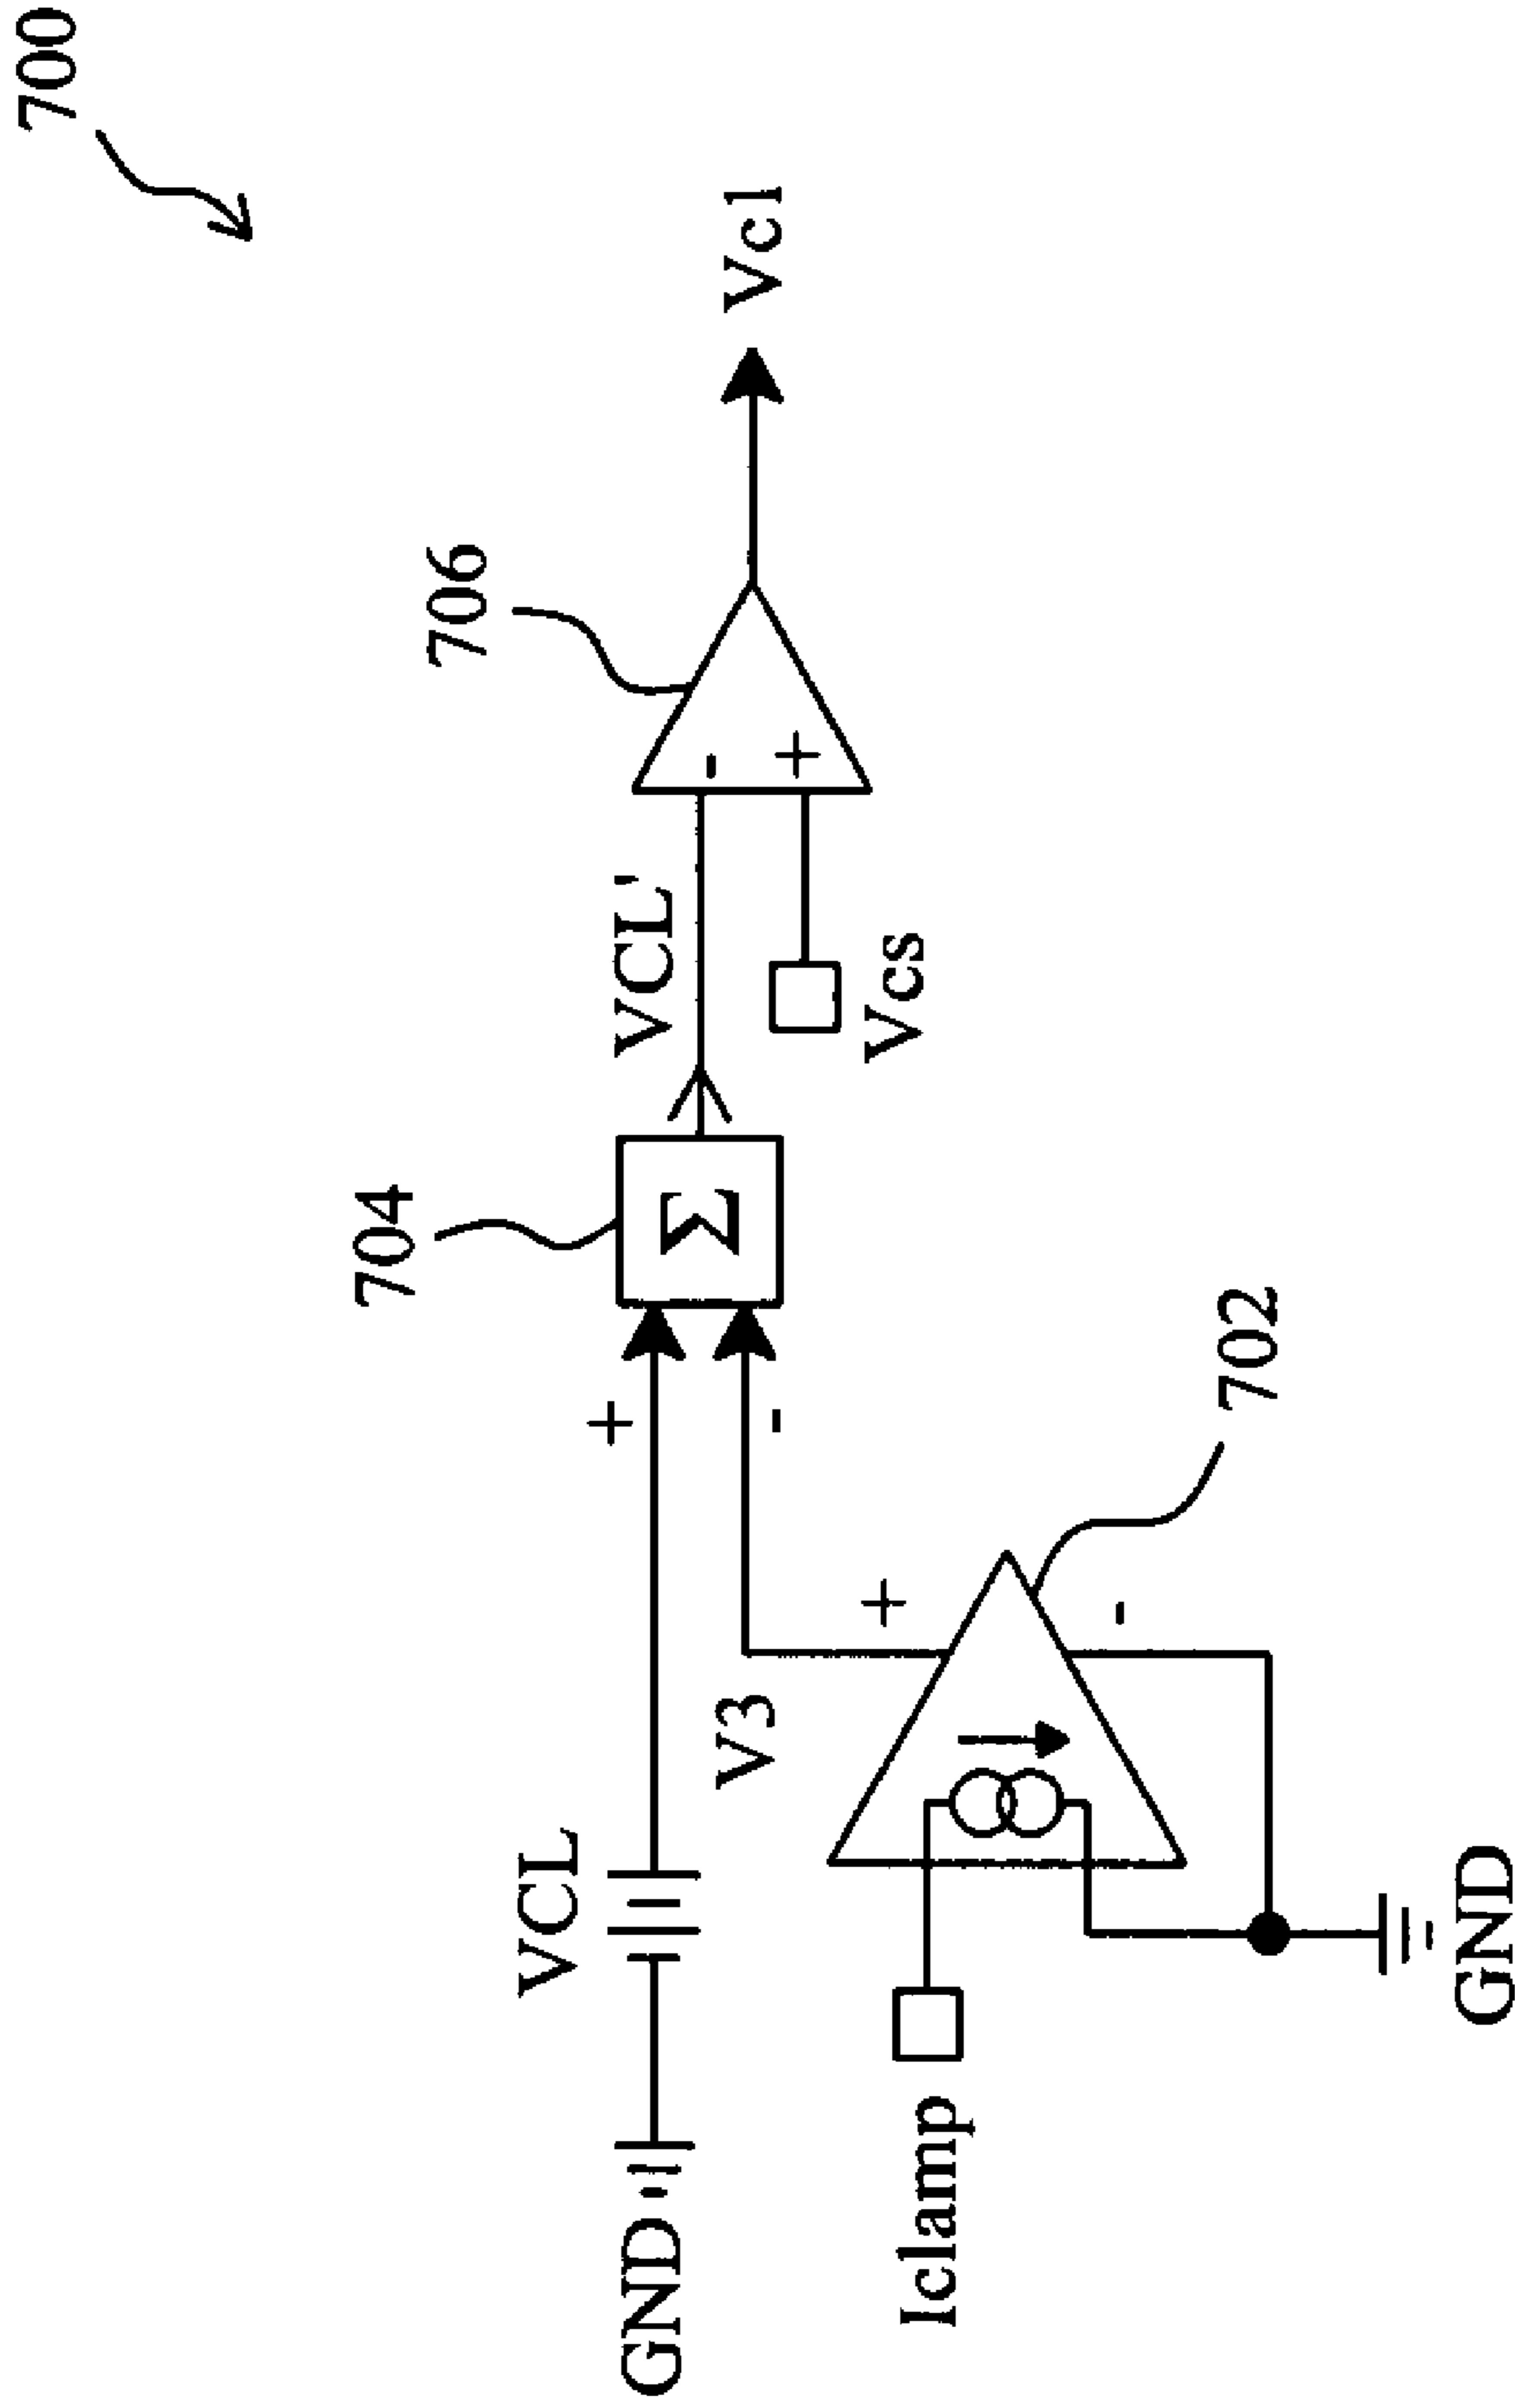 700
706
Vcl
704
VCL'
Vcs
Σ
VCL
+
-
-
+
GND
V3
+
-
702
Iclamp
GND